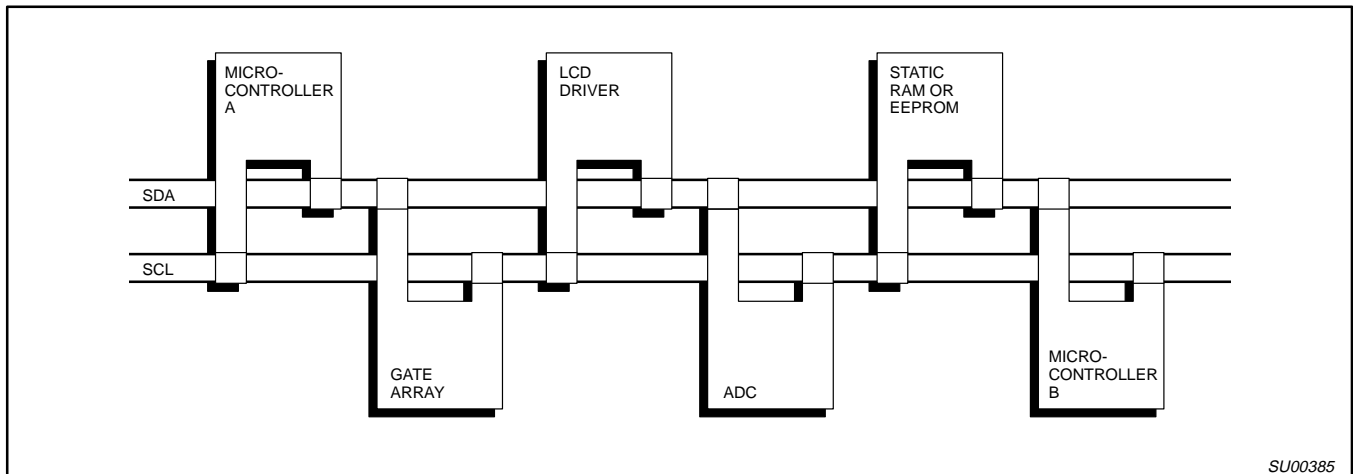 MICRO-
CONTROLLER
A
LCD
DRIVER
STATIC
RAM OR
EEPROM
SDA
SCL
GATE
ARRAY
ADC
MICRO-
CONTROLLER
B
SU00385